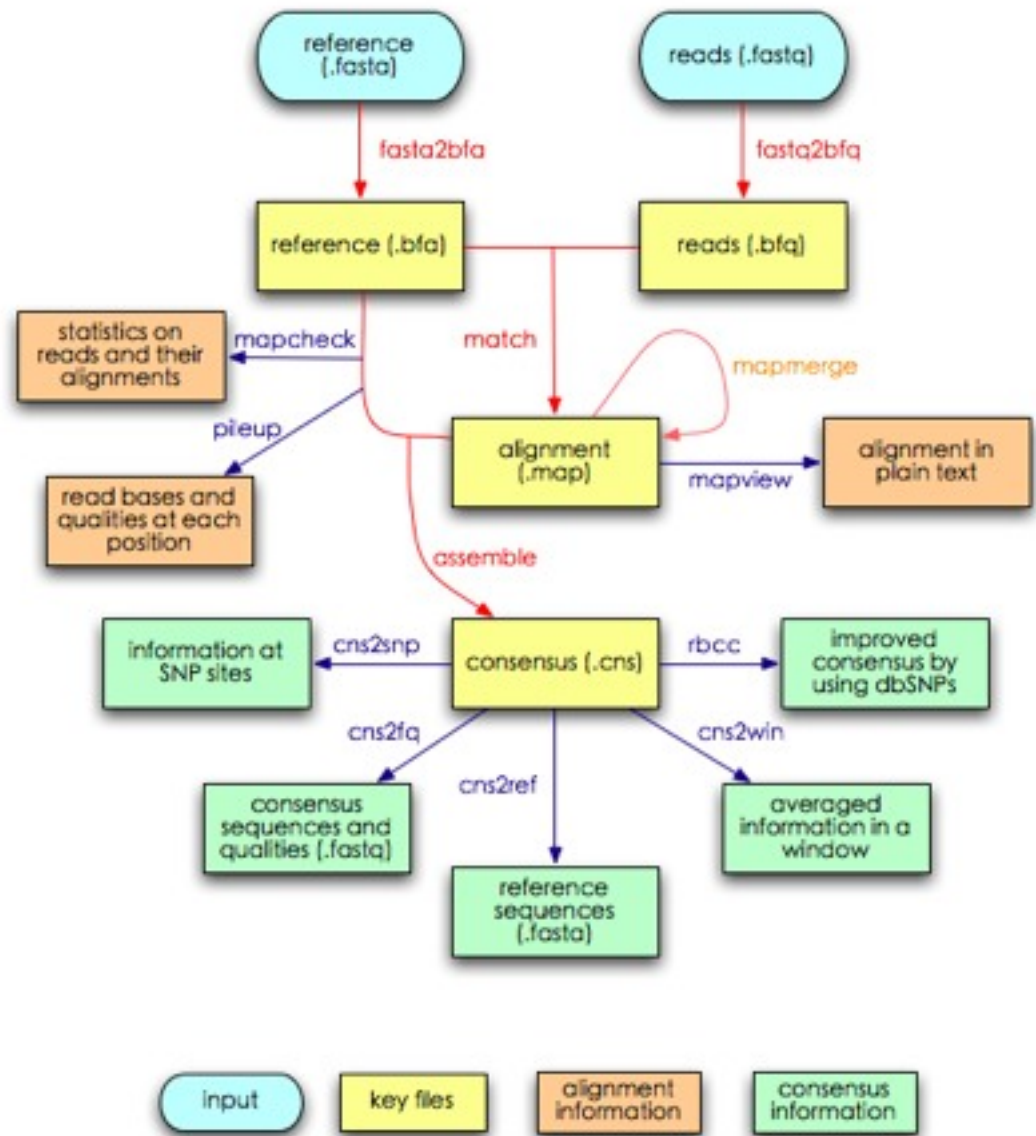 reference
(.fasta)
reads (.fastq)
fasta2bfa
fastq2bfq
reference (.bfa)
reads (.bfq)
statistics on
reads and their
alignments
mapcheck
match
mapmerge
pileup
alignment
(.map)
mapview
alignment in
plain text
read bases and
qualities at each
position
assemble
information at
SNP sites
cns2snp
consensus (.cns)
rbcc
improved
consensus by
using dbSNPs
cns2fq
cns2ref
cns2win
consensus
sequences and
qualities (.fastq)
averaged
information in a
window
reference
sequences
(.fasta)
input
key files
alignment
information
consensus
information